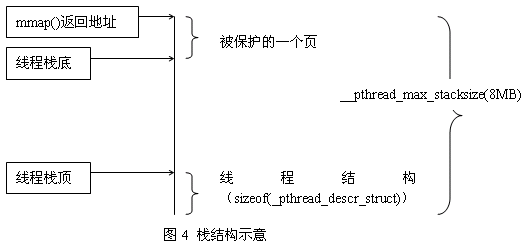 mmap()返回地址
被保护的一个页
线程栈底
__pthread_max_stacksize(8MB)
线程栈顶
线 程 结 构
（sizeof(_pthread_descr_struct)）
图 4 栈结构示意